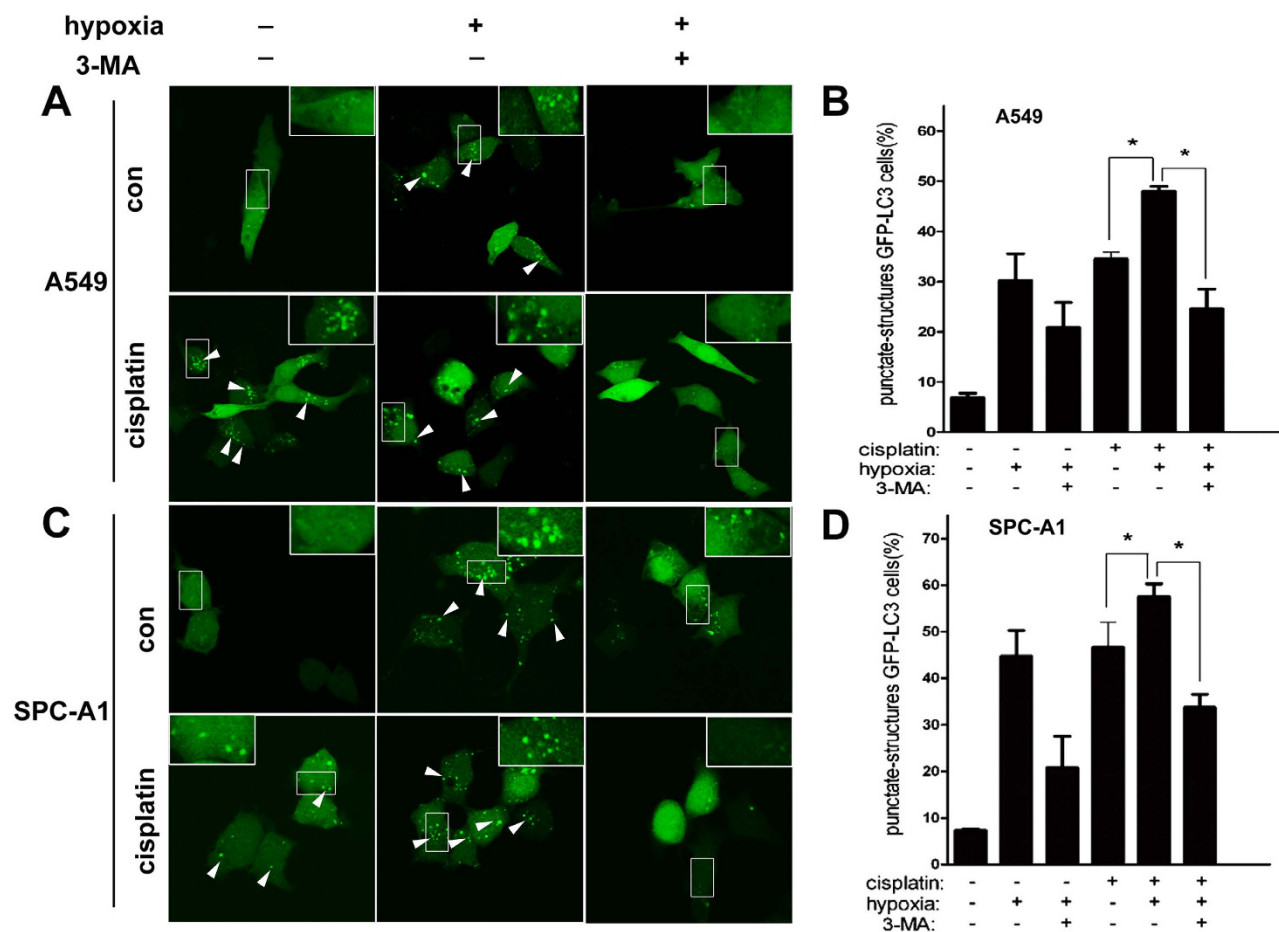 hypoxia – + +
3-MA – – +
A
A549
con
cisplatin
B
A549
punctate-structures GFP-LC3 cells(%)
60
50
40
30
20
10
0
cisplatin: - - - + + +
hypoxia: - + + - + +
3-MA: - - + - - +
* *
C
SPC-A1
con
cisplatin
D
SPC-A1
punctate-structures GFP-LC3 cells(%)
70
60
50
40
30
20
10
0
cisplatin: - - - + + +
hypoxia: - + + - + +
3-MA: - - + - - +
* *